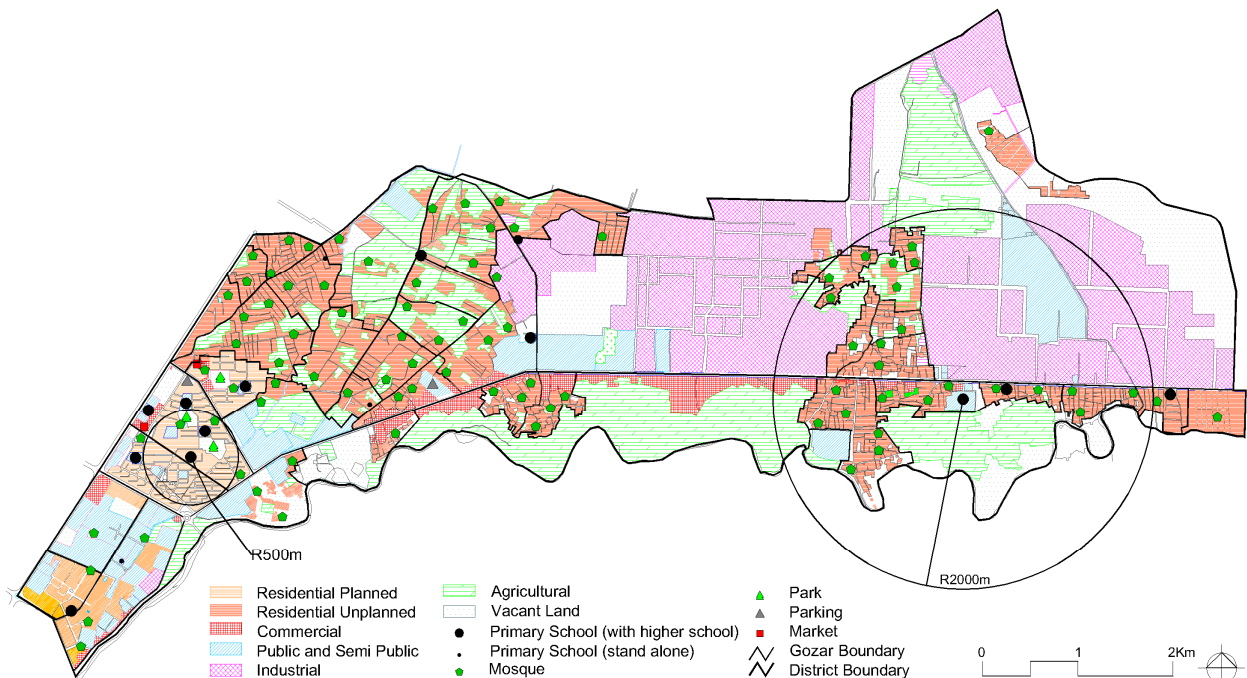 R500m
R2000m
Residential Planned
Residential Unplanned
Commercial
Public and Semi Public
Industrial
Agricultural
Vacant Land
Primary School (with higher school)
Primary School (stand alone)
Mosque
Park
Parking
Market
Gozar Boundary
District Boundary
0 1 2Km